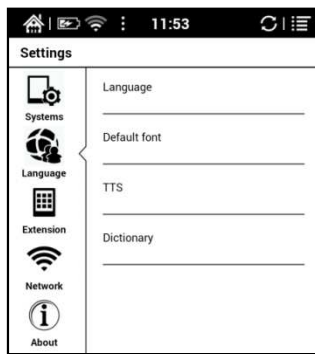 11:53
Settings
Systems
Language
Extension
Network
About
Language
Default font
TTS
Dictionary